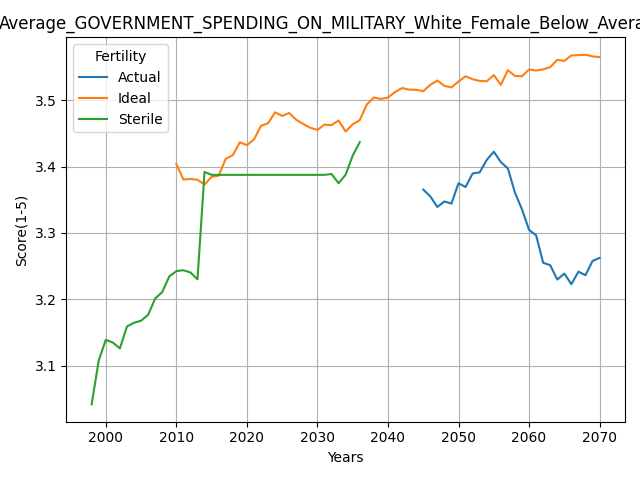 Average_GOVERNMENT_SPENDING_ON_MILITARY_White_Female_Below_Avera
Fertility
Actual
Ideal
Sterile
Score(1-5)
3.5
3.4
3.3
3.2
3.1
2000 2010 2020 2030 2040 2050 2060 2070
Years